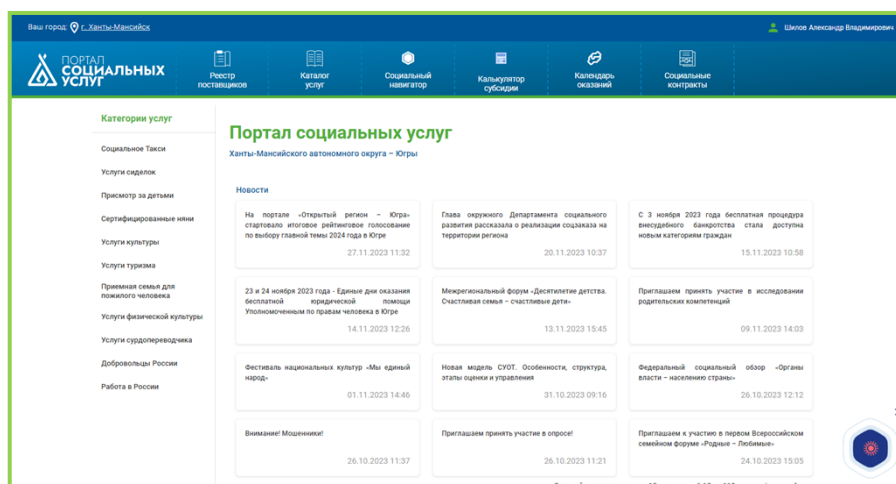 Ваш город: г. Ханты-Мансийск
Шилов Александр Владимирович
ПОРТАЛ
СОЦИАЛЬНЫХ
УСЛУГ
Реестр
поставщиков
Каталог
услуг
Социальный
навигатор
Калькулятор
субсидии
Календарь
оказаний
Социальные
контракты
Категории услуг
Социальное Такси
Услуги сиделок
Присмотр за детьми
Сертифицированные няни
Услуги культуры
Услуги туризма
Приемная семья для
пожилого человека
Услуги физической культуры
Услуги сурдопереводчика
Добровольцы России
Работа в России
Портал социальных услуг
Ханты-Мансийского автономного округа – Югры
Новости
На портале «Открытый регион – Югра»
стартовало итоговое рейтинговое голосование
по выбору главной темы 2024 года в Югре
27.11.2023 11:32
Глава окружного Департамента социального
развития рассказала о реализации соцзаказа на
территории региона
20.11.2023 10:37
С 3 ноября 2023 года бесплатная процедура
внесудебного банкротства стала доступна
новым категориям граждан
15.11.2023 10:58
23 и 24 ноября 2023 года - Единые дни оказания
бесплатной юридической помощи
Уполномоченным по правам человека в Югре
14.11.2023 12:26
Межрегиональный форум «Десятилетие детства.
Счастливая семья – счастливые дети»
13.11.2023 15:45
Приглашаем принять участие в исследовании
родительских компетенций
09.11.2023 14:03
Фестиваль национальных культур «Мы единый
народ»
01.11.2023 14:46
Новая модель СУОТ. Особенности, структура,
этапы оценки и управления
31.10.2023 09:16
Федеральный социальный обзор «Органы
власти – населению страны»
26.10.2023 12:12
Внимание! Мошенники!
26.10.2023 11:37
Приглашаем принять участие в опросе!
26.10.2023 11:21
Приглашаем к участию в первом Всероссийском
семейном форуме «Родные – Любимые»
24.10.2023 15:05